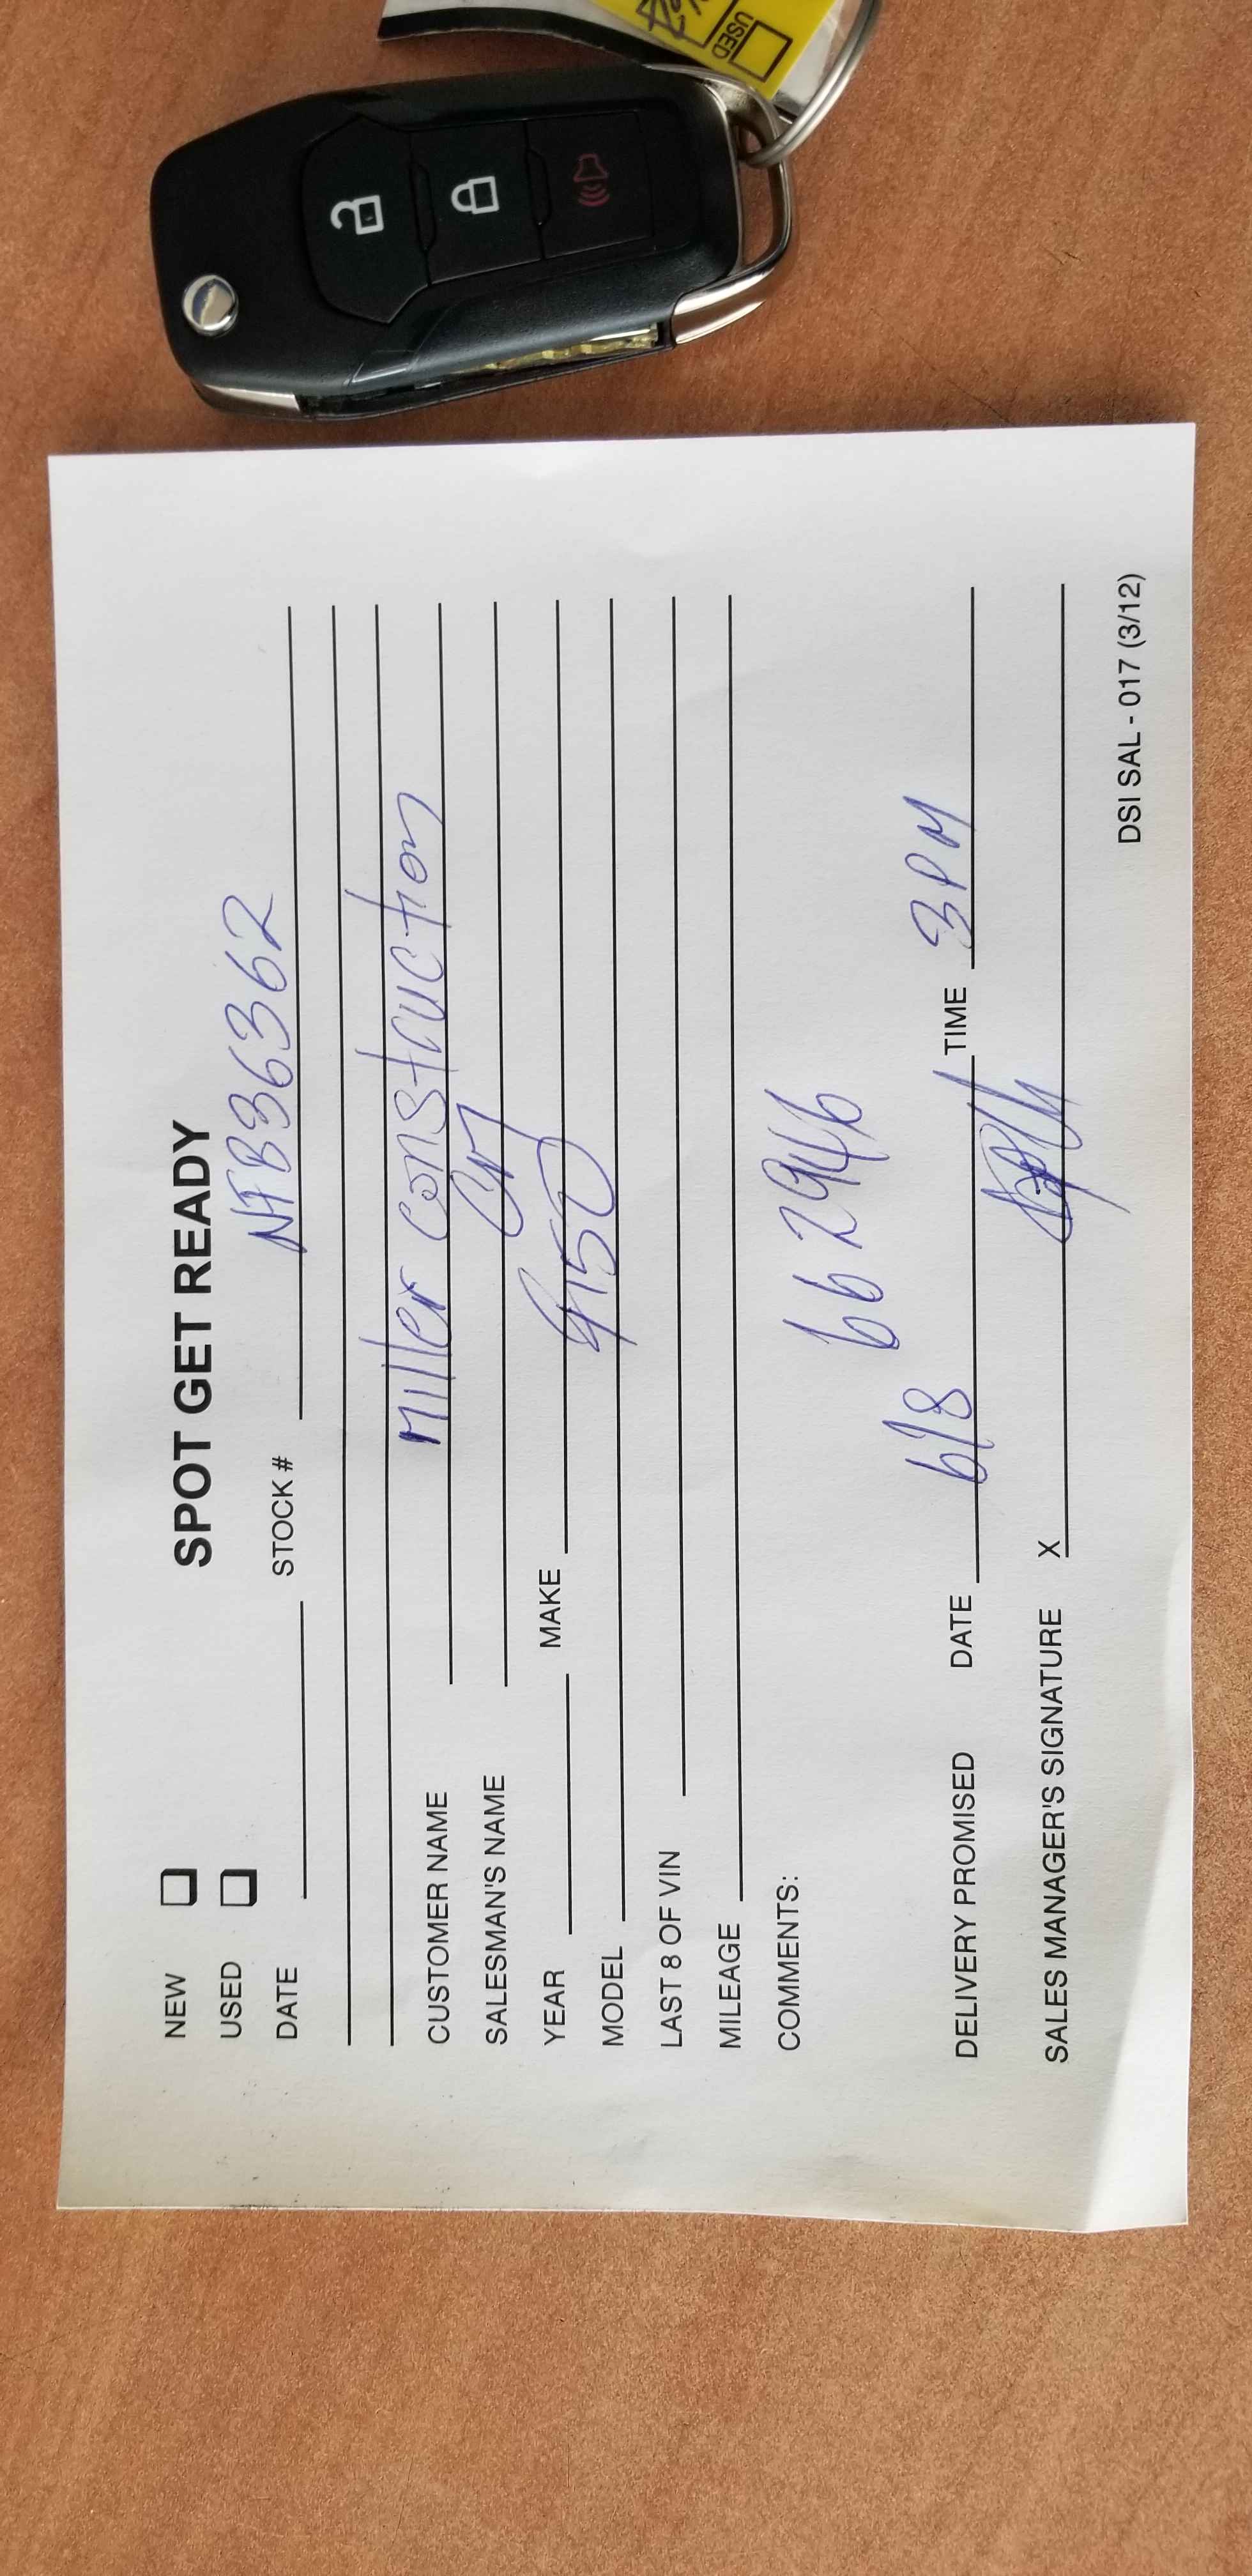 SPOT GET READY
NEW
USED
DATE STOCK # NFB36362
CUSTOMER NAME Miller Construction
SALESMAN'S NAME
YEAR MAKE
MODEL
LAST 8 OF VIN
MILEAGE
COMMENTS: bb 2946
DELIVERY PROMISED DATE 6/8 TIME 3PM
SALES MANAGER'S SIGNATURE X
DSI SAL - 017 (3/12)
USED